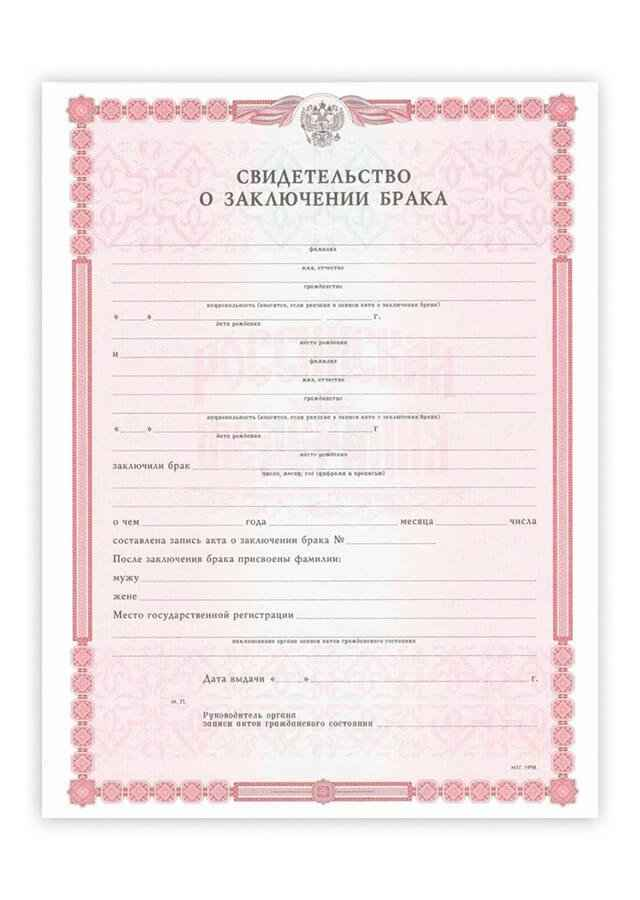 СВИДЕТЕЛЬСТВО
О ЗАКЛЮЧЕНИИ БРАКА
фамилия
имя, отчество
гражданство
национальность (вносится, если указана в записи акта о заключении брака)
« » г.
дата рождения
место рождения
и
фамилия
имя, отчество
гражданство
национальность (вносится, если указана в записи акта о заключении брака)
« » г
дата рождения
место рождения
заключили брак
число, месяц, год (цифрами и прописью)
о чем года месяца числа
составлена запись акта о заключении брака №
После заключения брака присвоены фамилии:
мужу
жене
Место государственной регистрации
наименование органа записи актов гражданского состояния
Дата выдачи « » г.
М. П.
Руководитель органа
записи актов гражданского состояния